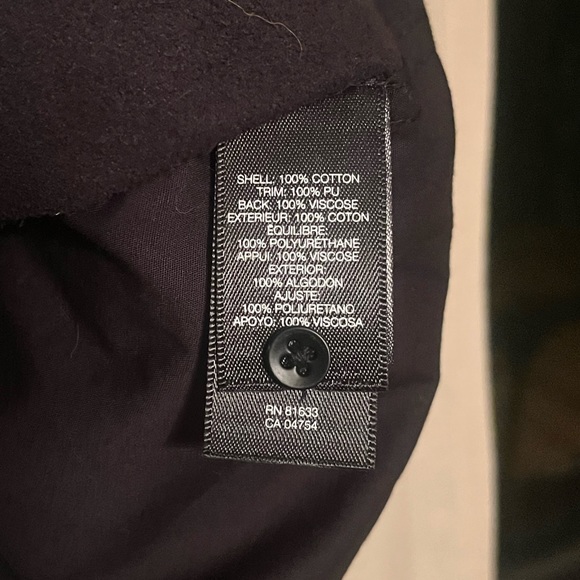 SHELL: 100% COTTON
TRIM: 100% PU
BACK: 100% VISCOSE
EXTERIEUR: 100% COTON
ÉQUILIBRE:
100% POLYURÉTHANE
APPUI: 100% VISCOSE
EXTERIOR:
100% ALGODON
AJUSTE:
100% POLIURETANO
APOYO: 100% VISCOSA
RN 81633
CA 04754